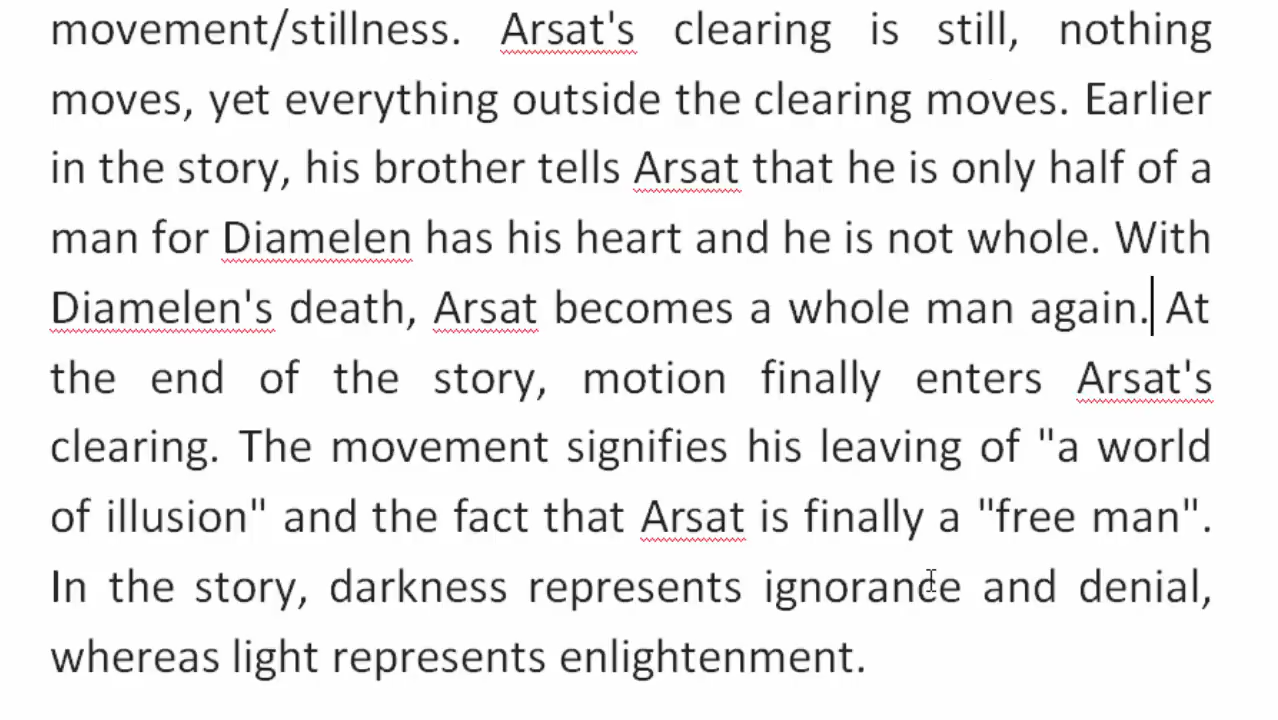 movement/stillness. Arsat's clearing is still, nothing
moves, yet everything outside the clearing moves. Earlier
in the story, his brother tells Arsat that he is only half of a
man for Diamelen has his heart and he is not whole. With
Diamelen's death, Arsat becomes a whole man again. At
the end of the story, motion finally enters Arsat's
clearing. The movement signifies his leaving of "a world
of illusion" and the fact that Arsat is finally a "free man".
In the story, darkness represents ignorance and denial,
whereas light represents enlightenment.